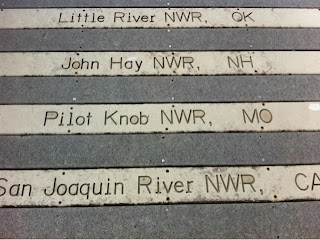 Little River NWR, OK
John Hay NWR, NH
Pilot Knob NWR, MO
San Joaquin River NWR, CA